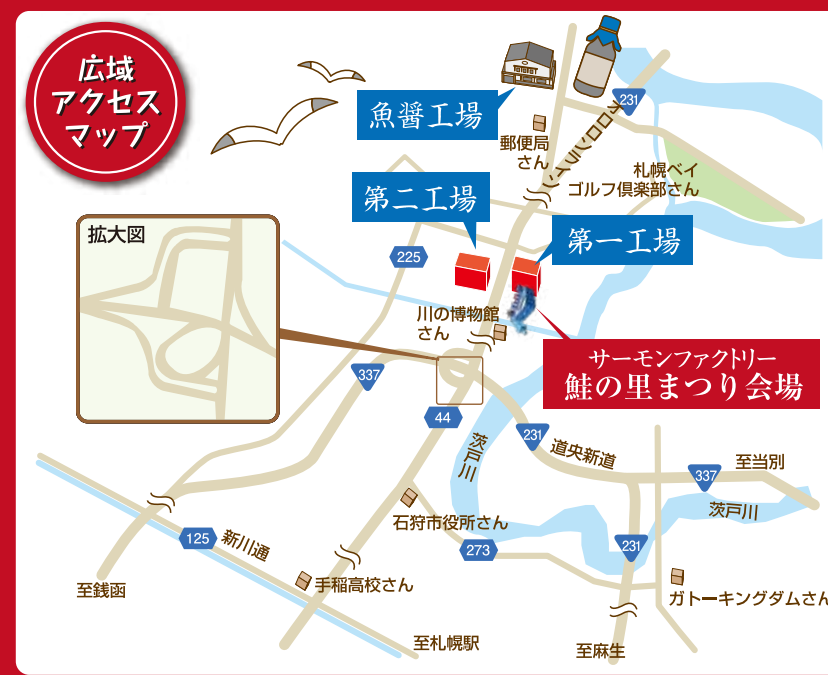 広域
アクセス
マップ
魚醤工場
231
オロロンライン
郵便局
さん
札幌ベイ
ゴルフ倶楽部さん
第二工場
第一工場
拡大図
225
川の博物館
さん
サーモンファクトリー
鮭の里まつり会場
337
44
茨戸川
231
道央新道
337
至当別
茨戸川
石狩市役所さん
125
新川通
273
231
至銭函
手稲高校さん
ガトーキングダムさん
至札幌駅
至麻生